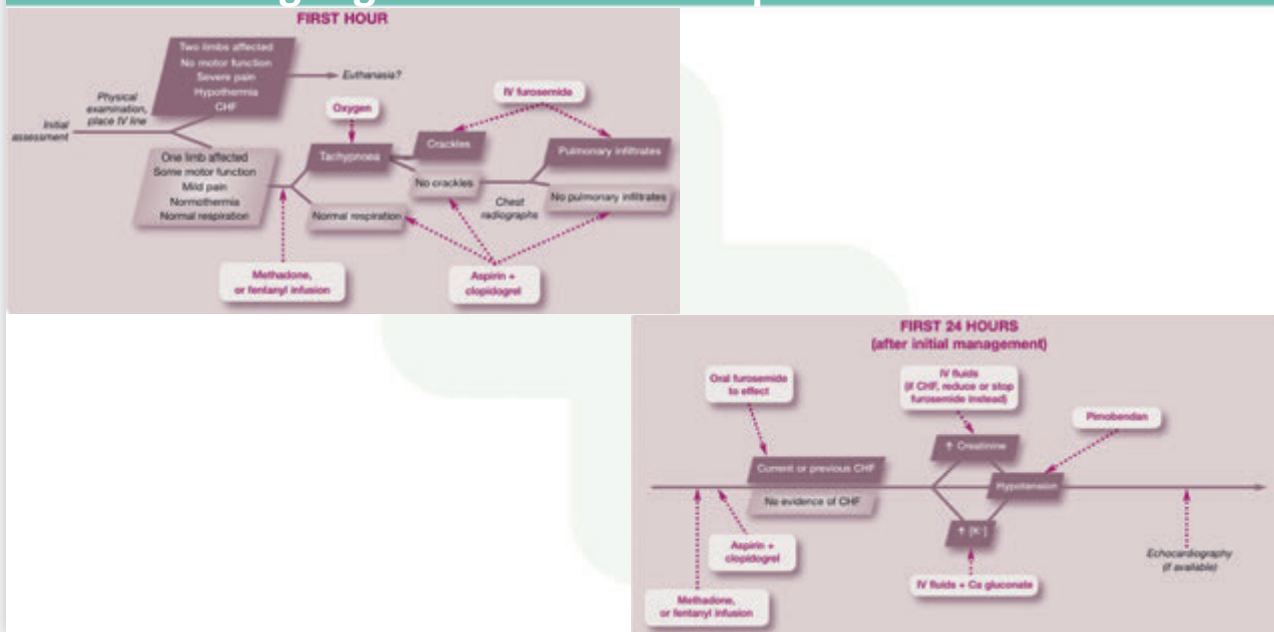 FIRST HOUR
Two limbs affected
No motor function
Severe pain
Hypothermia
CHF
Euthanasia?
Physical
examination,
place IV line
Initial
assessment
Oxygen
IV furosemide
Tachypnoea
Crackles
Pulmonary infiltrates
One limb affected
Some motor function
Mild pain
Normothermia
Normal respiration
No crackles
Chest
radiographs
No pulmonary infiltrates
Normal respiration
Methadone,
or fentanyl infusion
Aspirin +
clopidogrel
FIRST 24 HOURS
(after initial management)
Oral furosemide
to effect
IV fluids
(if CHF, reduce or stop
furosemide instead)
Pimobendan
↑ Creatinine
Current or previous CHF
No evidence of CHF
Hypotension
↑ [K⁺]
Aspirin +
clopidogrel
Echocardiography
(if available)
IV fluids + Ca gluconate
Methadone,
or fentanyl infusion